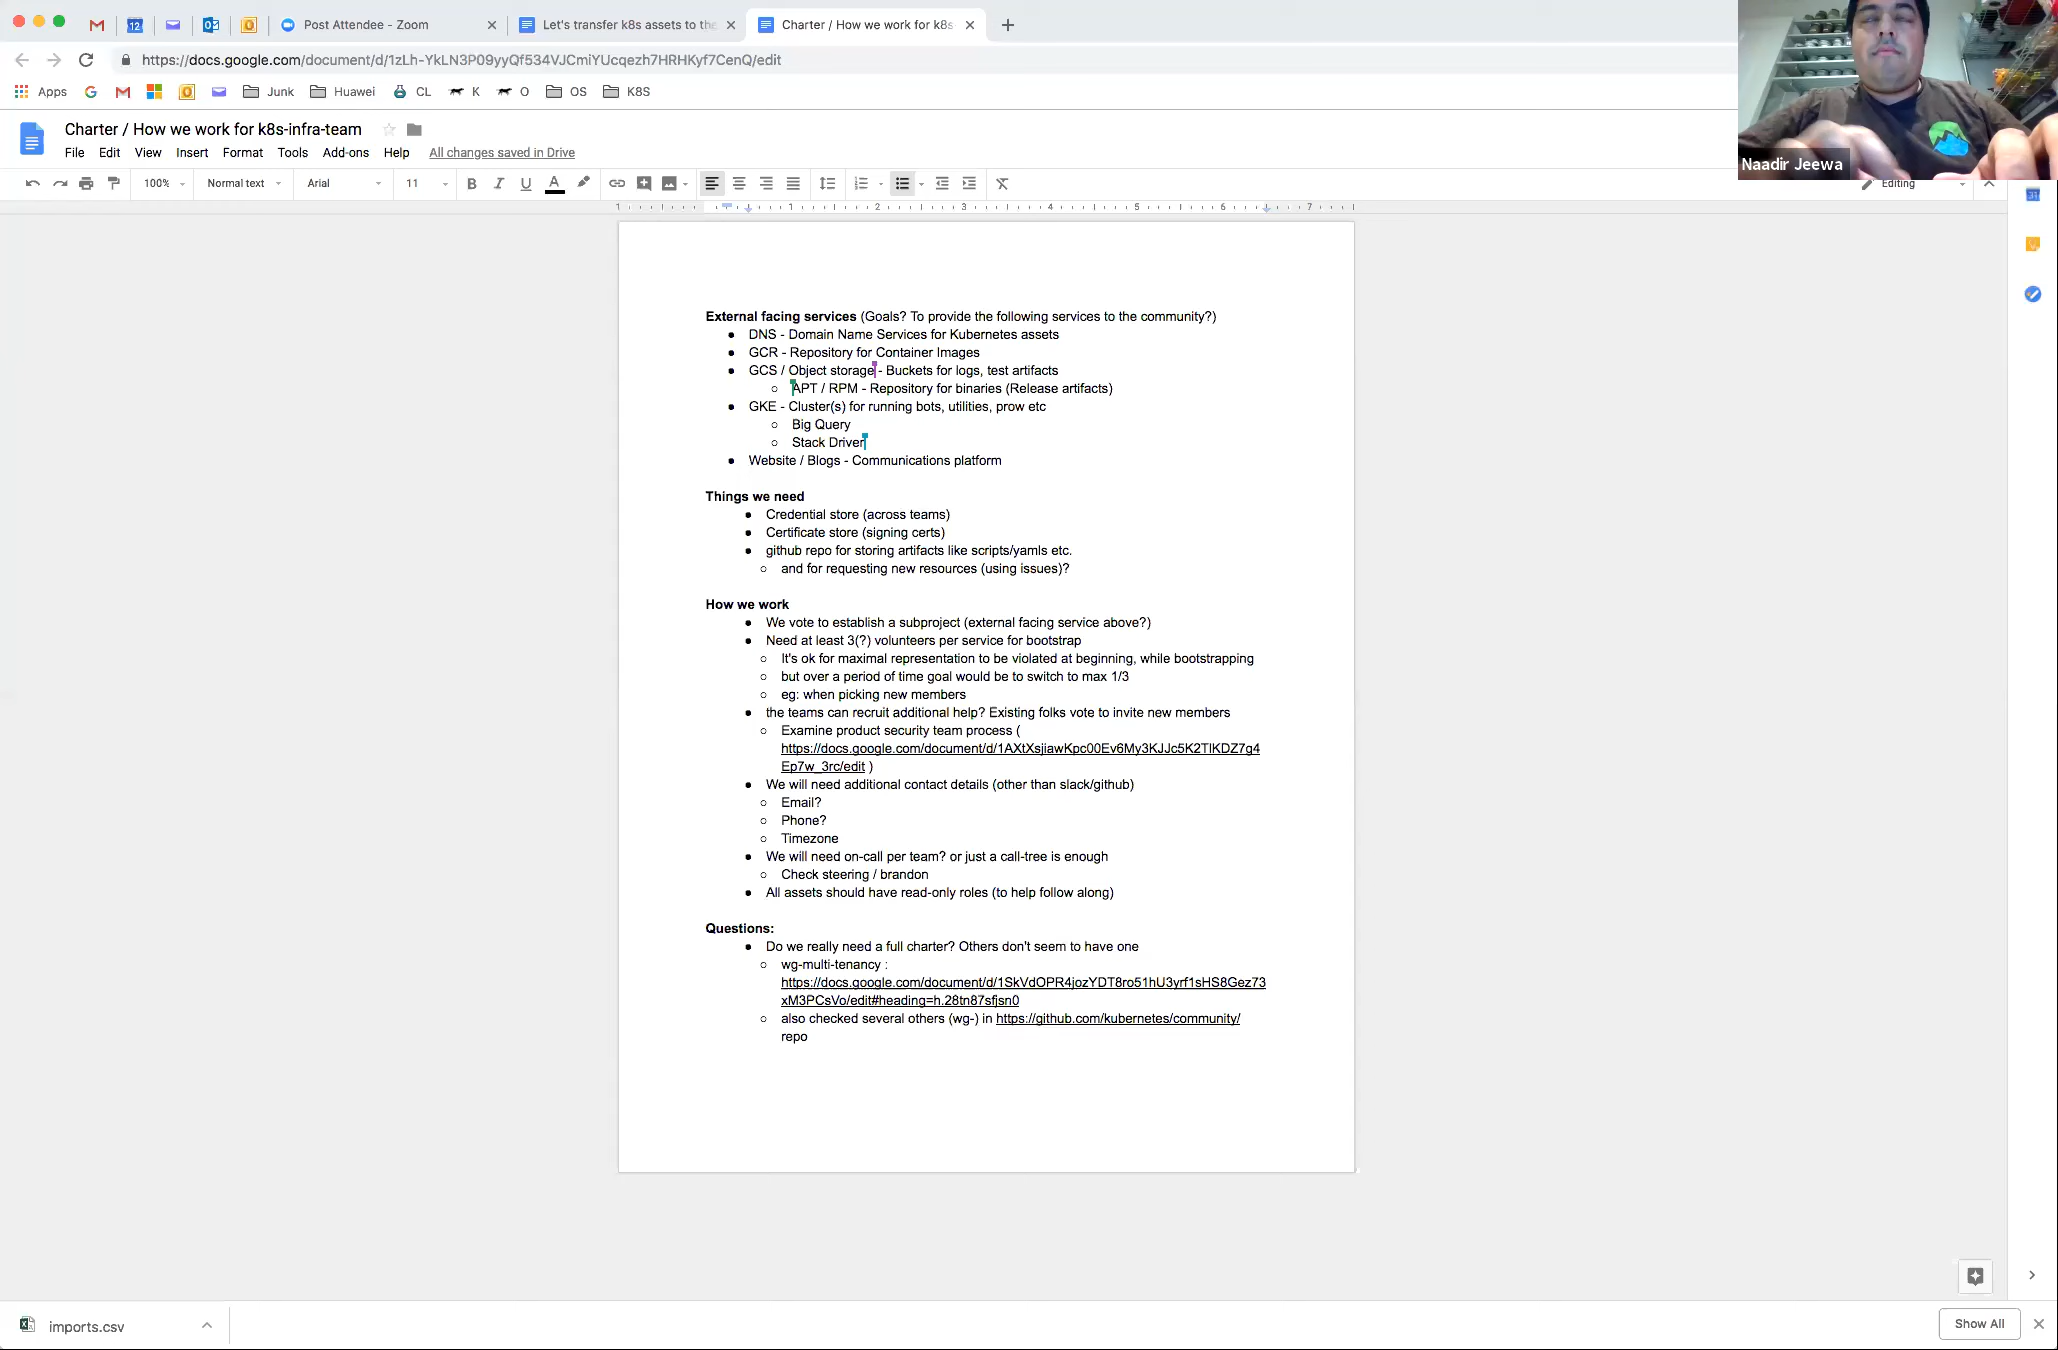 Post Attendee - Zoom
Let's transfer k8s assets to the
Charter / How we work for k8s
https://docs.google.com/document/d/1zLh-YkLN3P09yyQf534VJCmiYUcqezh7HRHKyf7CenQ/edit
Apps
Junk
Huawei
CL
K
O
OS
K8S
Charter / How we work for k8s-infra-team
File Edit View Insert Format Tools Add-ons Help All changes saved in Drive
Naadir Jeewa
100% Normal text Arial 11 B I U A Editing
1 1 2 3 4 5 6 7
External facing services (Goals? To provide the following services to the community?)
● DNS - Domain Name Services for Kubernetes assets
● GCR - Repository for Container Images
● GCS / Object storage - Buckets for logs, test artifacts
○ APT / RPM - Repository for binaries (Release artifacts)
● GKE - Cluster(s) for running bots, utilities, prow etc
○ Big Query
○ Stack Driver
● Website / Blogs - Communications platform
Things we need
● Credential store (across teams)
● Certificate store (signing certs)
● github repo for storing artifacts like scripts/yamls etc.
○ and for requesting new resources (using issues)?
How we work
● We vote to establish a subproject (external facing service above?)
● Need at least 3(?) volunteers per service for bootstrap
○ It's ok for maximal representation to be violated at beginning, while bootstrapping
○ but over a period of time goal would be to switch to max 1/3
○ eg: when picking new members
● the teams can recruit additional help? Existing folks vote to invite new members
○ Examine product security team process (
https://docs.google.com/document/d/1AXtXsjiawKpc00Ev6My3KJJc5K2TlKDZ7g4
Ep7w_3rc/edit )
● We will need additional contact details (other than slack/github)
○ Email?
○ Phone?
○ Timezone
● We will need on-call per team? or just a call-tree is enough
○ Check steering / brandon
● All assets should have read-only roles (to help follow along)
Questions:
● Do we really need a full charter? Others don't seem to have one
○ wg-multi-tenancy :
https://docs.google.com/document/d/1SkVdOPR4jozYDT8ro51hU3yrf1sHS8Gez73
xM3PCsVo/edit#heading=h.28tn87sfjsn0
○ also checked several others (wg-) in https://github.com/kubernetes/community/
repo
imports.csv
Show All